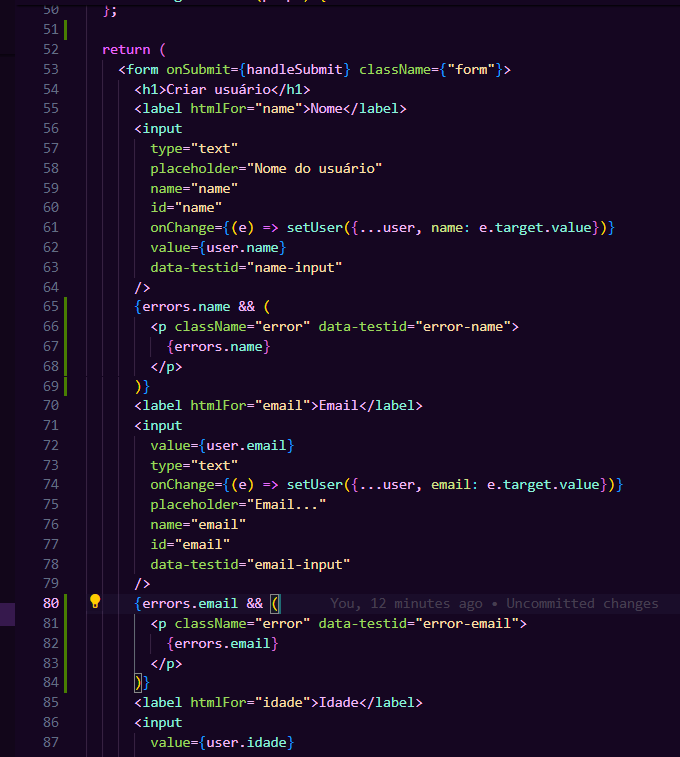 50 };
51
52 return (
53 <form onSubmit={handleSubmit} className={"form"}>
54 <h1>Criar usuário</h1>
55 <label htmlFor="name">Nome</label>
56 <input
57 type="text"
58 placeholder="Nome do usuário"
59 name="name"
60 id="name"
61 onChange={(e) => setUser({...user, name: e.target.value})}
62 value={user.name}
63 data-testid="name-input"
64 />
65 {errors.name && (
66 <p className="error" data-testid="error-name">
67 {errors.name}
68 </p>
69 )}
70 <label htmlFor="email">Email</label>
71 <input
72 value={user.email}
73 type="text"
74 onChange={(e) => setUser({...user, email: e.target.value})}
75 placeholder="Email..."
76 name="email"
77 id="email"
78 data-testid="email-input"
79 />
80 {errors.email && ( You, 12 minutes ago • Uncommitted changes
81 <p className="error" data-testid="error-email">
82 {errors.email}
83 </p>
84 )}
85 <label htmlFor="idade">Idade</label>
86 <input
87 value={user.idade}